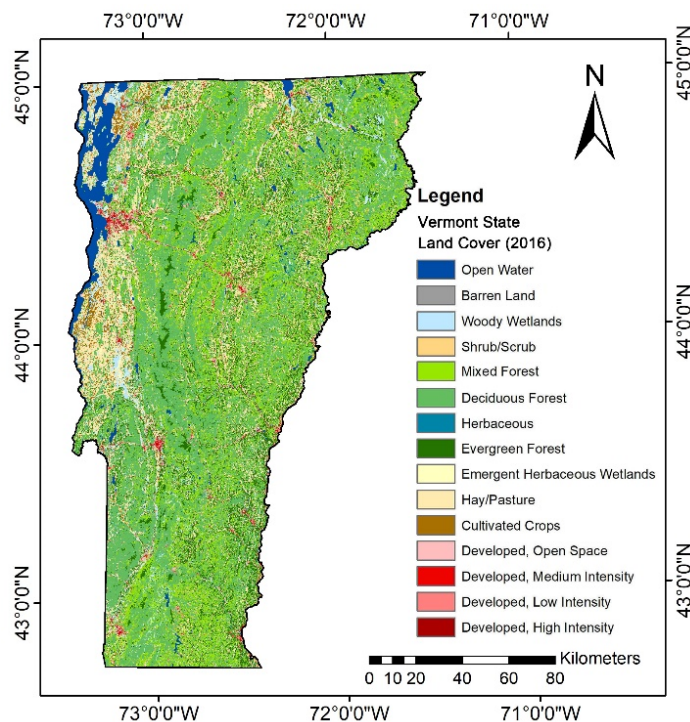 73°0'0"W 72°0'0"W 71°0'0"W
45°0'0"N
44°0'0"N
43°0'0"N
45°0'0"N
44°0'0"N
43°0'0"N
N
Legend
Vermont State
Land Cover (2016)
Open Water
Barren Land
Woody Wetlands
Shrub/Scrub
Mixed Forest
Deciduous Forest
Herbaceous
Evergreen Forest
Emergent Herbaceous Wetlands
Hay/Pasture
Cultivated Crops
Developed, Open Space
Developed, Medium Intensity
Developed, Low Intensity
Developed, High Intensity
Kilometers
0 10 20 40 60 80
73°0'0"W 72°0'0"W 71°0'0"W